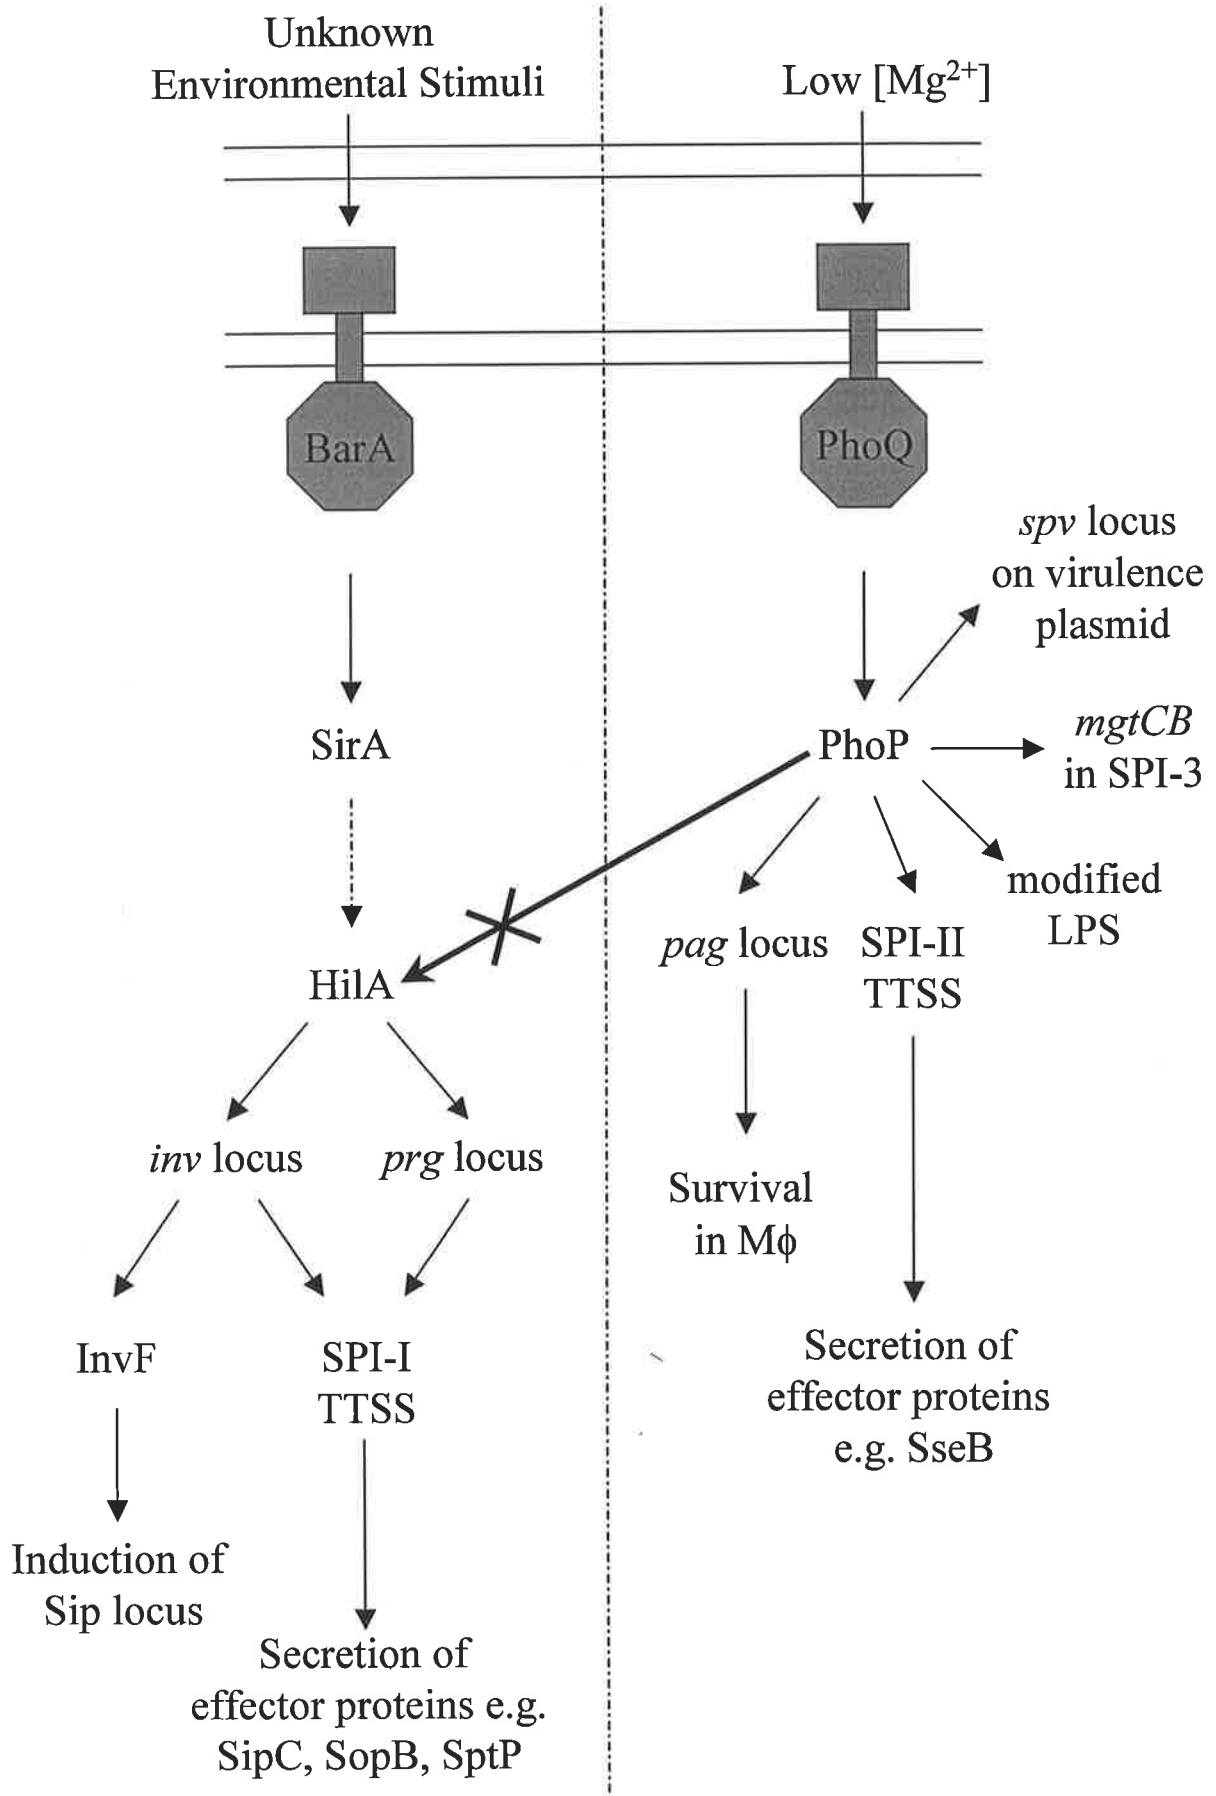 Unknown
Environmental Stimuli
Low [Mg²⁺]
BarA
PhoQ
spv locus
on virulence
plasmid
SirA
PhoP
mgtCB
in SPI-3
modified
LPS
pag locus
SPI-II
TTSS
HilA
inv locus
prg locus
Survival
in Mϕ
InvF
SPI-I
TTSS
Secretion of
effector proteins
e.g. SseB
Induction of
Sip locus
Secretion of
effector proteins e.g.
SipC, SopB, SptP